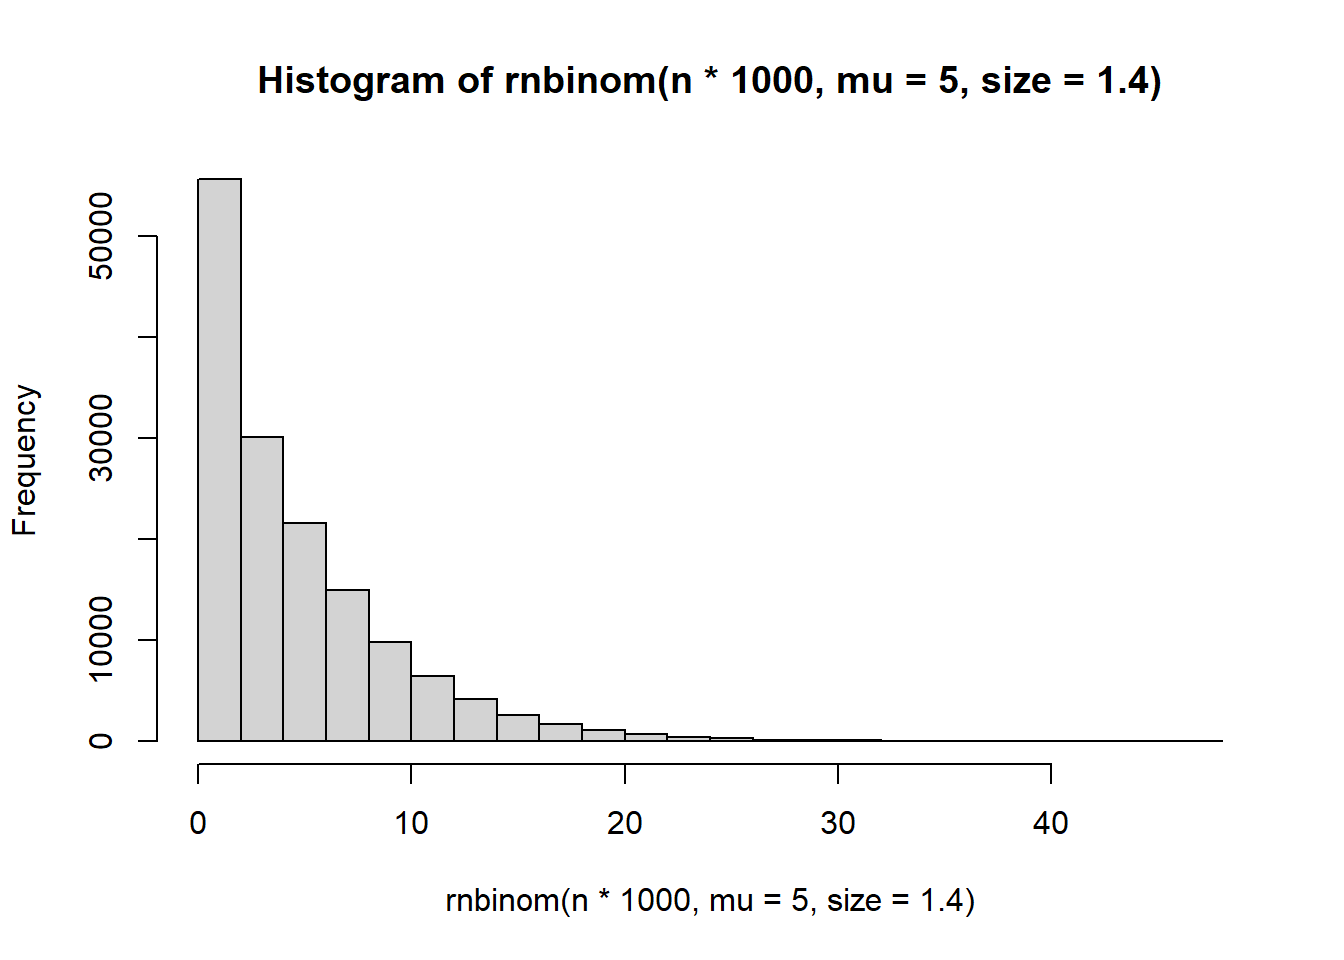 Histogram of rnbinom(n * 1000, mu = 5, size = 1.4)
Frequency
50000
30000
10000
0
0 10 20 30 40
rnbinom(n * 1000, mu = 5, size = 1.4)